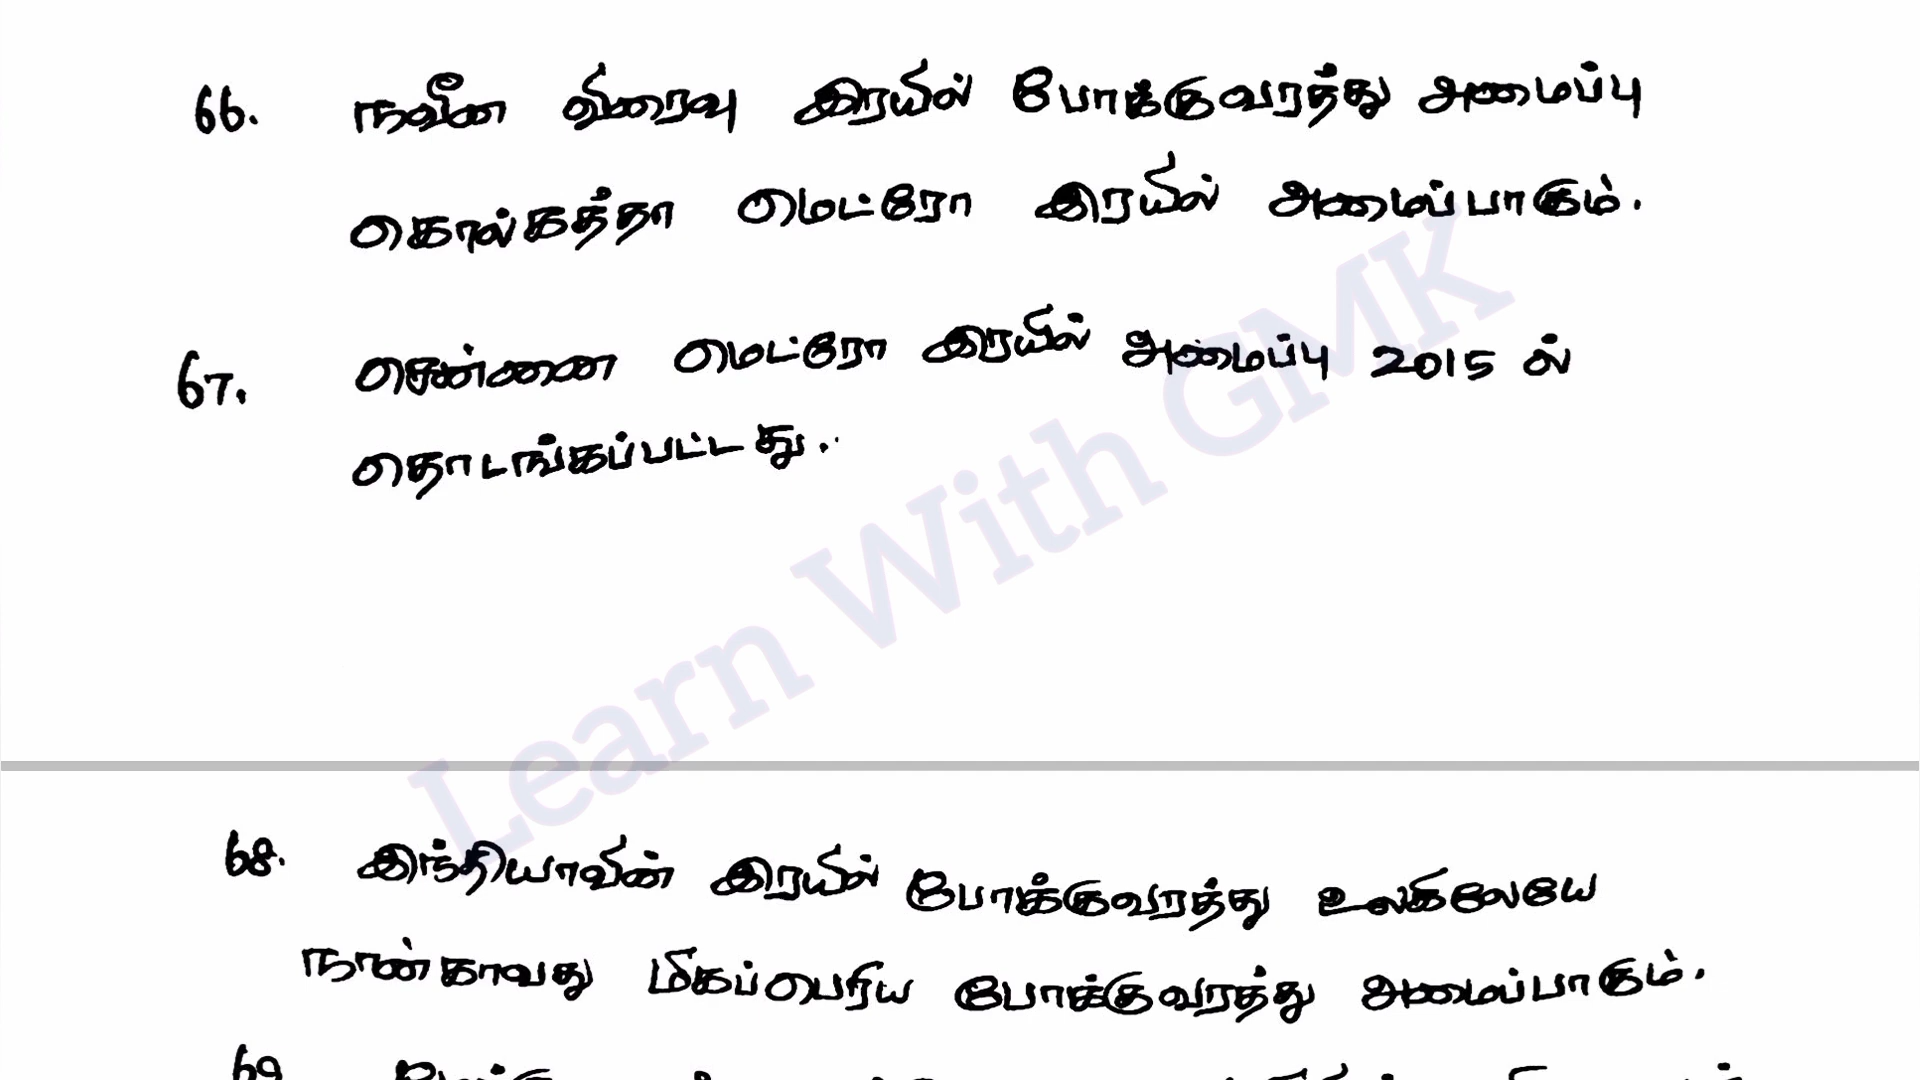 66. நவீன விரைவு இரயில் போக்குவரத்து அமைப்பு
கொல்கத்தா மெட்ரோ இரயில் அமைப்பாகும்.
67. சென்னை மெட்ரோ இரயில் அமைப்பு 2015 ல்
தொடங்கப்பட்டது.
Learn With GMK
68. இந்தியாவின் இரயில் போக்குவரத்து உலகிலேயே
நான்காவது மிகப்பெரிய போக்குவரத்து அமைப்பாகும்.
69